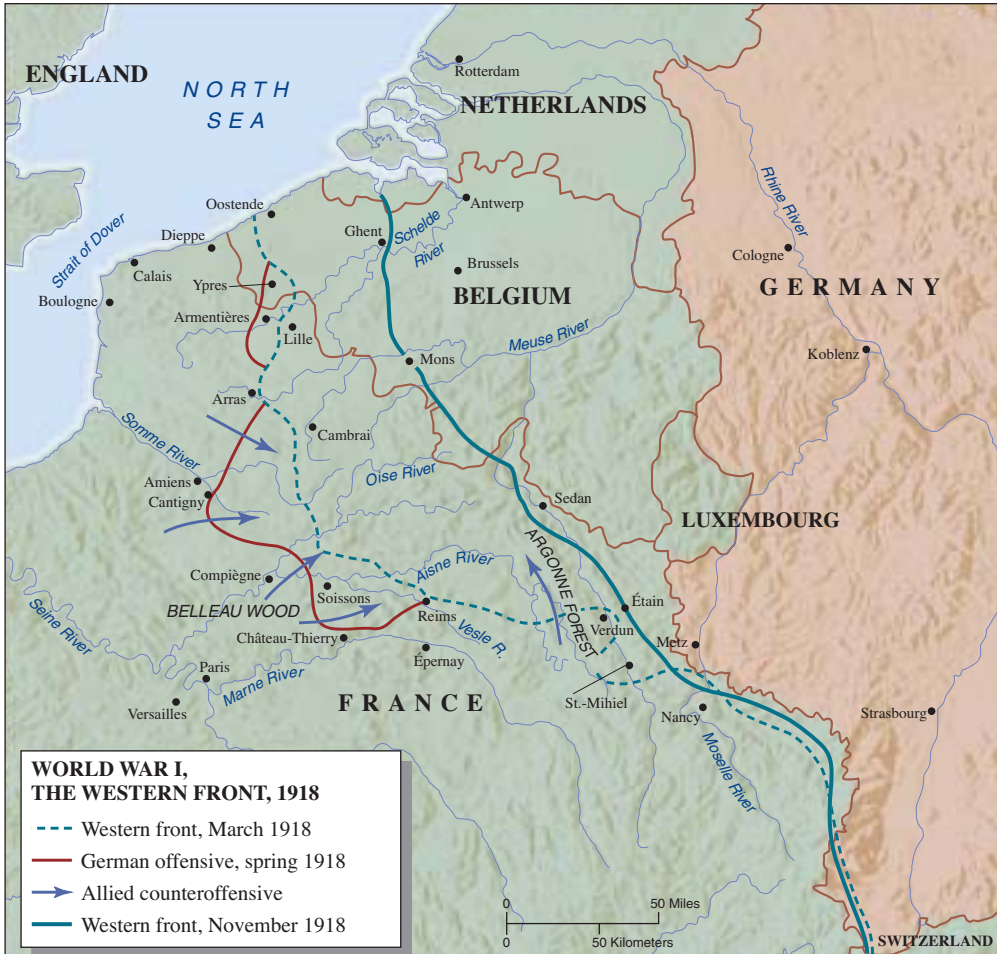 ENGLAND
NORTH
SEA
Rotterdam
NETHERLANDS
Rhine River
Oostende
Antwerp
Strait of Dover
Dieppe
Ghent
Schelde
River
Calais
Brussels
Cologne
Ypres
GERMANY
Boulogne
BELGIUM
Armentières
Lille
Meuse River
Koblenz
Mons
Arras
Somme River
Cambrai
Oise River
Amiens
Cantigny
Sedan
LUXEMBOURG
ARGONNE FOREST
Aisne River
Compiègne
Soissons
BELLEAU WOOD
Étain
Reims
Verdun
Seine River
Château-Thierry
Vesle R.
Metz
Épernay
Paris
Marne River
St.-Mihiel
Versailles
FRANCE
Nancy
Strasbourg
Moselle River
WORLD WAR I,
THE WESTERN FRONT, 1918
Western front, March 1918
German offensive, spring 1918
Allied counteroffensive
Western front, November 1918
0 50 Miles
0 50 Kilometers
SWITZERLAND